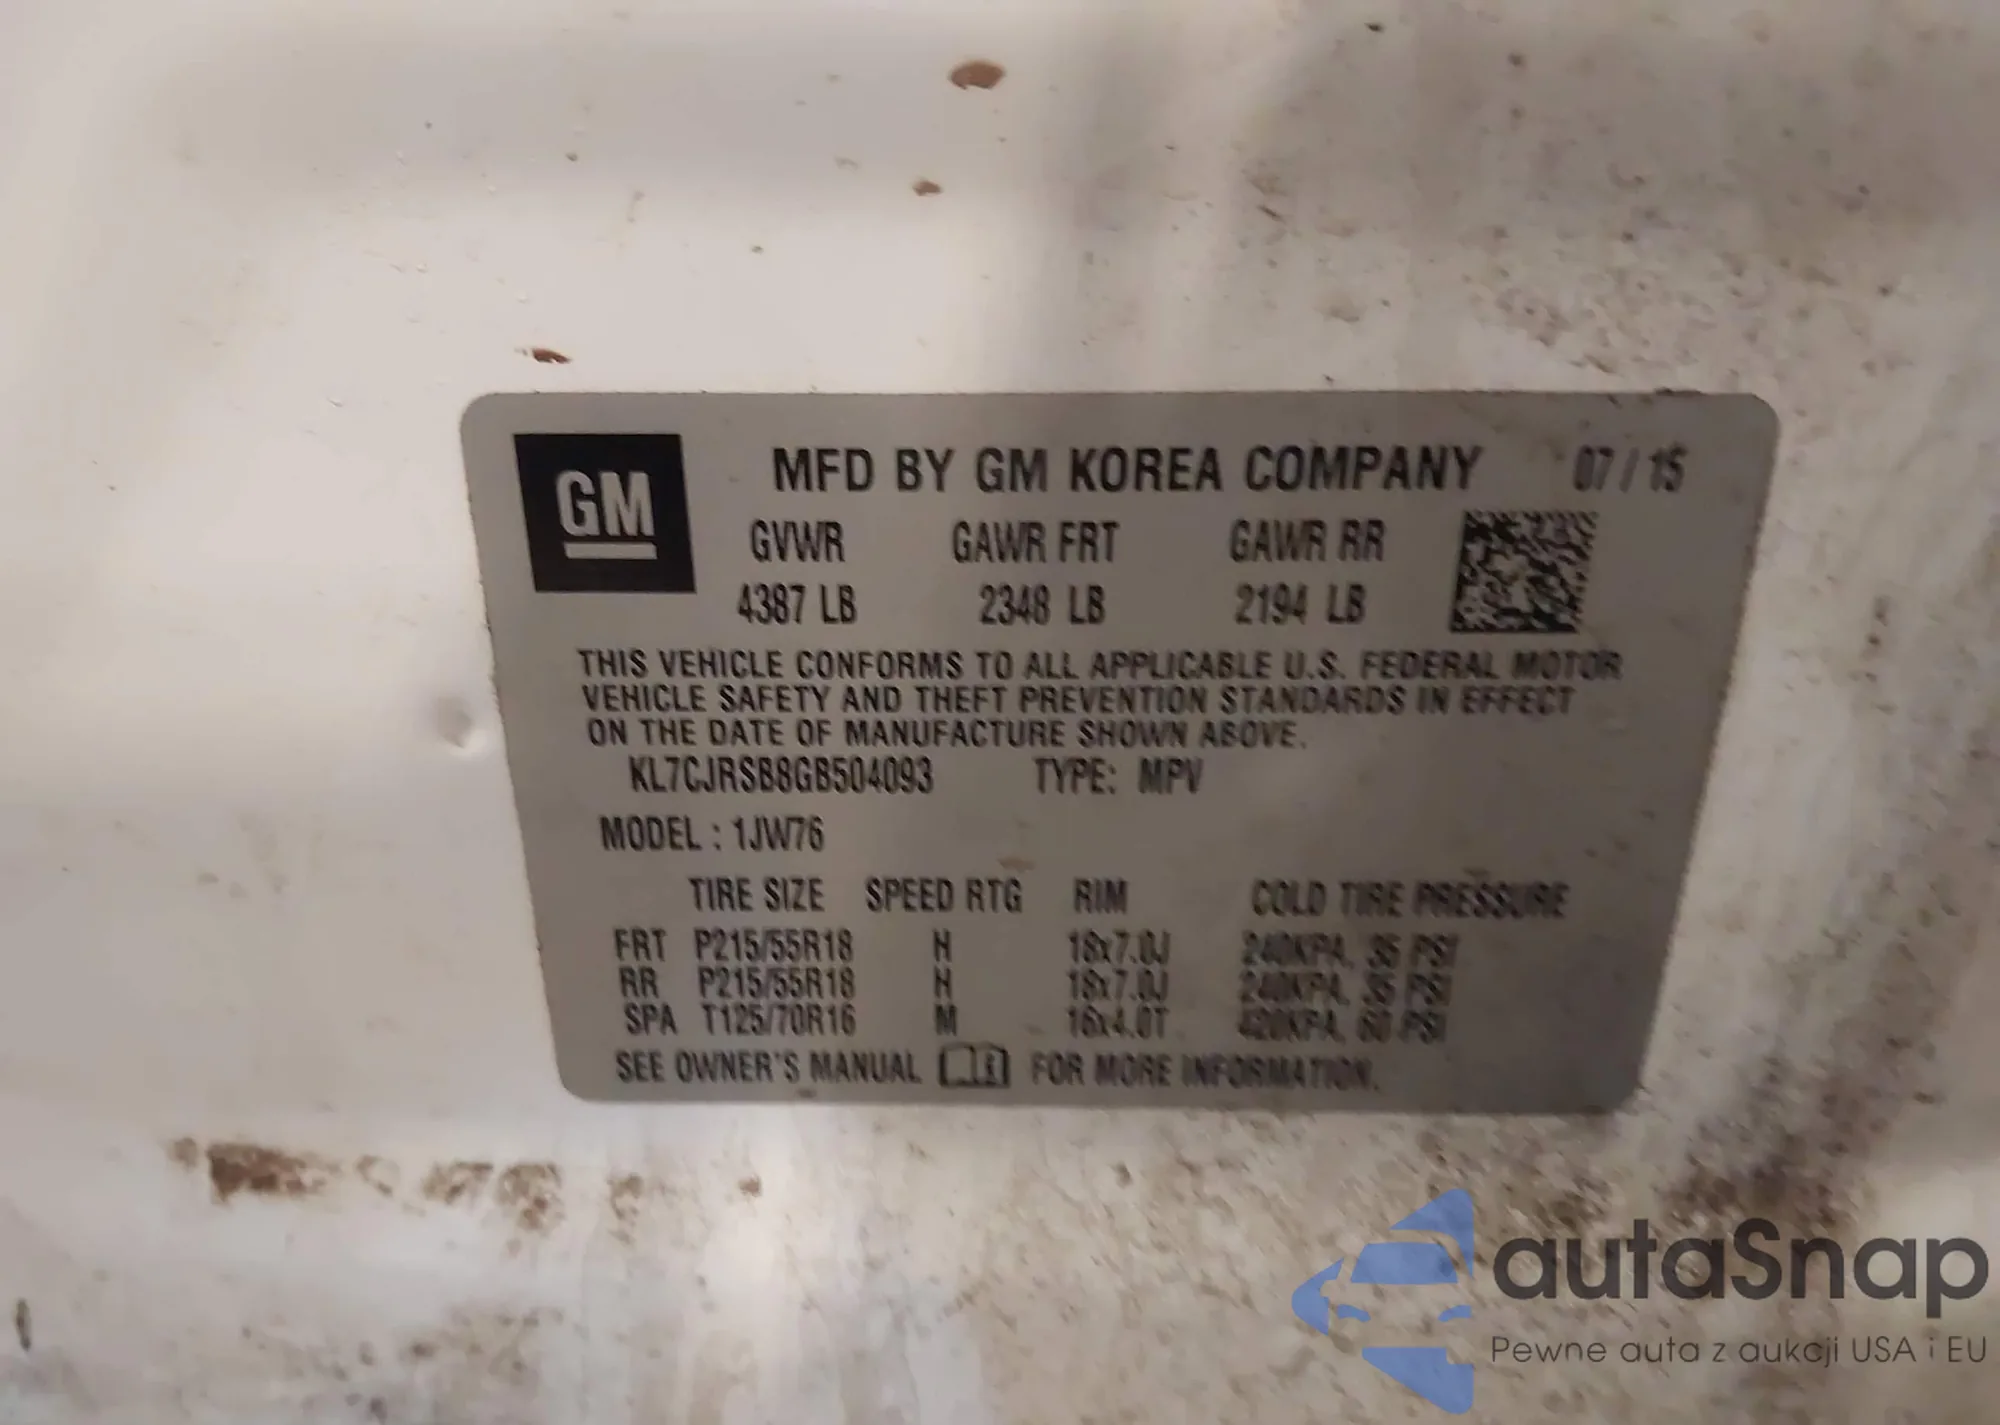 GM
MFD BY GM KOREA COMPANY 07/15
GVWR GAWR FRT GAWR RR
4387 LB 2348 LB 2194 LB
THIS VEHICLE CONFORMS TO ALL APPLICABLE U.S. FEDERAL MOTOR
VEHICLE SAFETY AND THEFT PREVENTION STANDARDS IN EFFECT
ON THE DATE OF MANUFACTURE SHOWN ABOVE.
KL7CJRSB8GB504093 TYPE: MPV
MODEL : 1JW76
TIRE SIZE SPEED RTG RIM COLD TIRE PRESSURE
FRT P215/55R18 H 18x7.0J 240KPA, 35 PSI
RR P215/55R18 H 18x7.0J 240KPA, 35 PSI
SPA T125/70R16 M 16x4.0T 420KPA, 60 PSI
SEE OWNER'S MANUAL FOR MORE INFORMATION.
autaSnap
Pewne auta z aukcji USA i EU